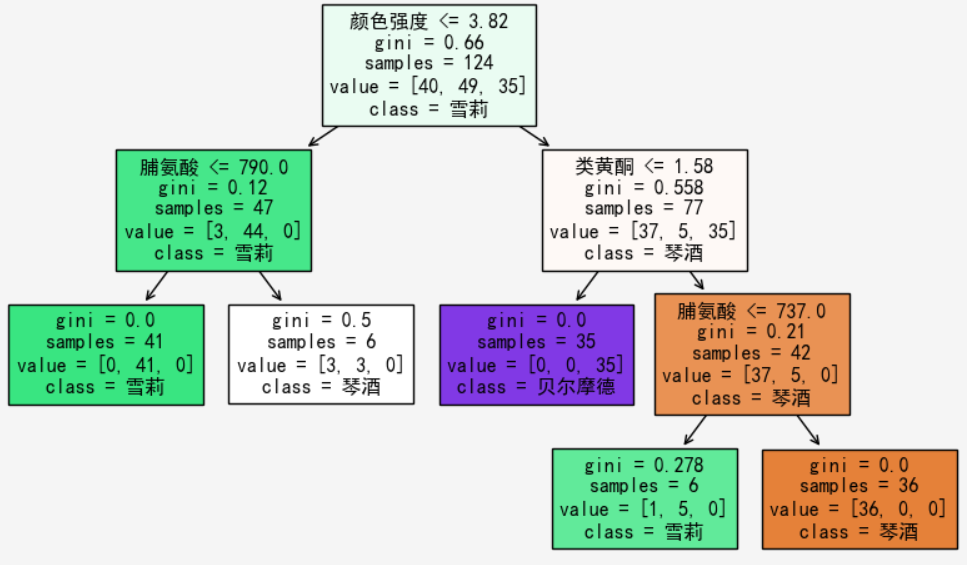 颜色强度 <= 3.82
gini = 0.66
samples = 124
value = [40, 49, 35]
class = 雪莉
脯氨酸 <= 790.0
gini = 0.12
samples = 47
value = [3, 44, 0]
class = 雪莉
类黄酮 <= 1.58
gini = 0.558
samples = 77
value = [37, 5, 35]
class = 琴酒
gini = 0.0
samples = 41
value = [0, 41, 0]
class = 雪莉
gini = 0.5
samples = 6
value = [3, 3, 0]
class = 琴酒
gini = 0.0
samples = 35
value = [0, 0, 35]
class = 贝尔摩德
脯氨酸 <= 737.0
gini = 0.21
samples = 42
value = [37, 5, 0]
class = 琴酒
gini = 0.278
samples = 6
value = [1, 5, 0]
class = 雪莉
gini = 0.0
samples = 36
value = [36, 0, 0]
class = 琴酒